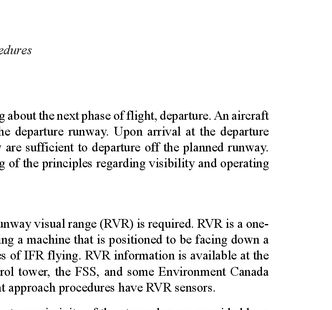 edures
g about the next phase of flight, departure. An aircraft
he departure runway. Upon arrival at the departure
are sufficient to departure off the planned runway.
g of the principles regarding visibility and operating
unway visual range (RVR) is required. RVR is a one-
ng a machine that is positioned to be facing down a
s of IFR flying. RVR information is available at the
rol tower, the FSS, and some Environment Canada
t approach procedures have RVR sensors.